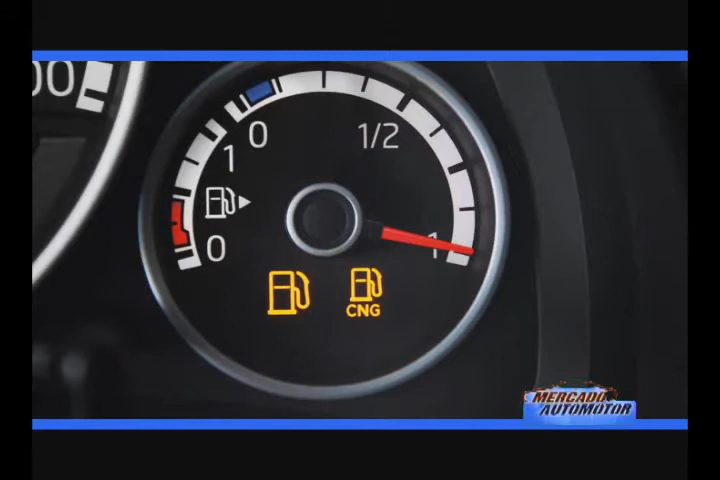 00
0
1/2
1
0
1
CNG
MERCADO
AUTOMOTOR